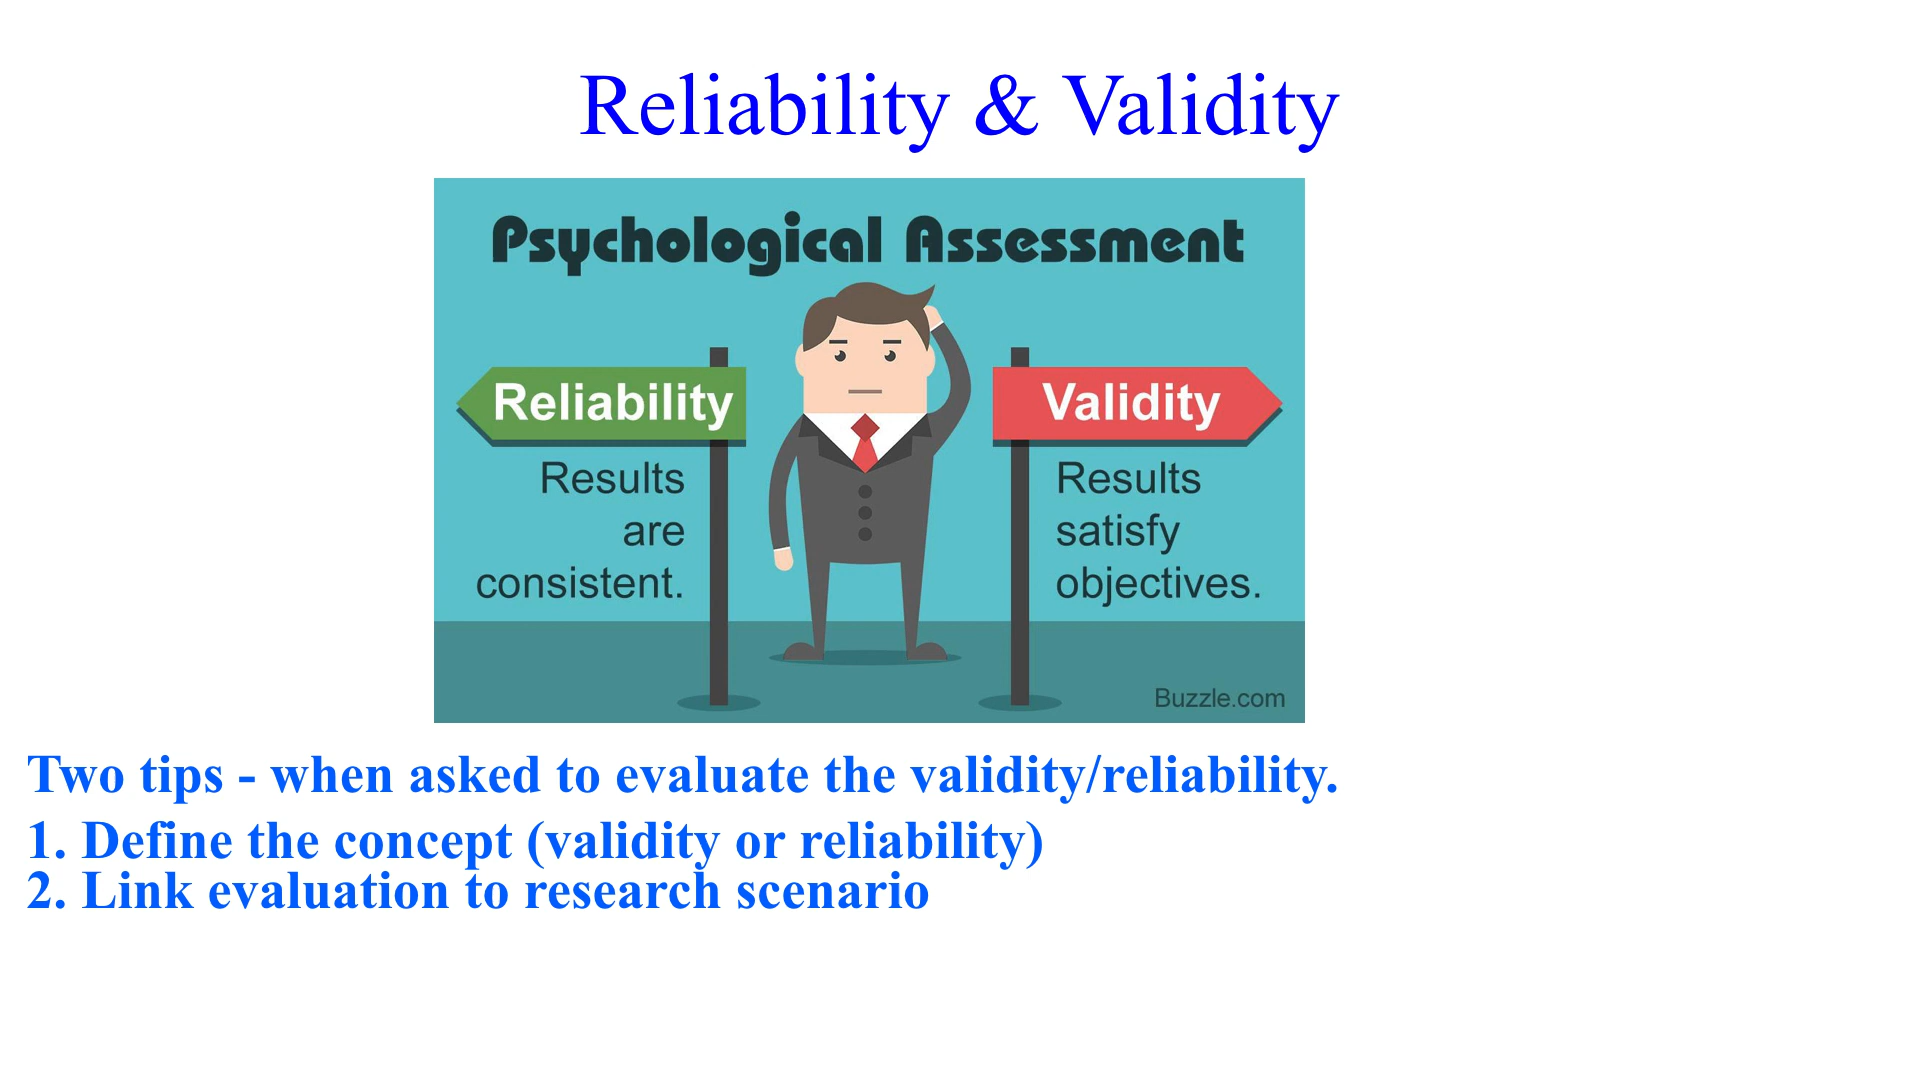 Reliability & Validity
Psychological Assessment
Reliability
Results
are
consistent.
Validity
Results
satisfy
objectives.
Buzzle.com
Two tips - when asked to evaluate the validity/reliability.
1. Define the concept (validity or reliability)
2. Link evaluation to research scenario